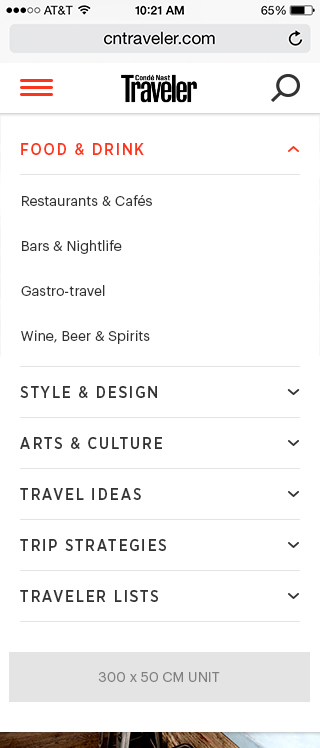 AT&T 10:21 AM 65%
cntraveler.com
Condé Nast
Traveler
FOOD & DRINK
Restaurants & Cafés
Bars & Nightlife
Gastro-travel
Wine, Beer & Spirits
STYLE & DESIGN
ARTS & CULTURE
TRAVEL IDEAS
TRIP STRATEGIES
TRAVELER LISTS
300 x 50 CM UNIT